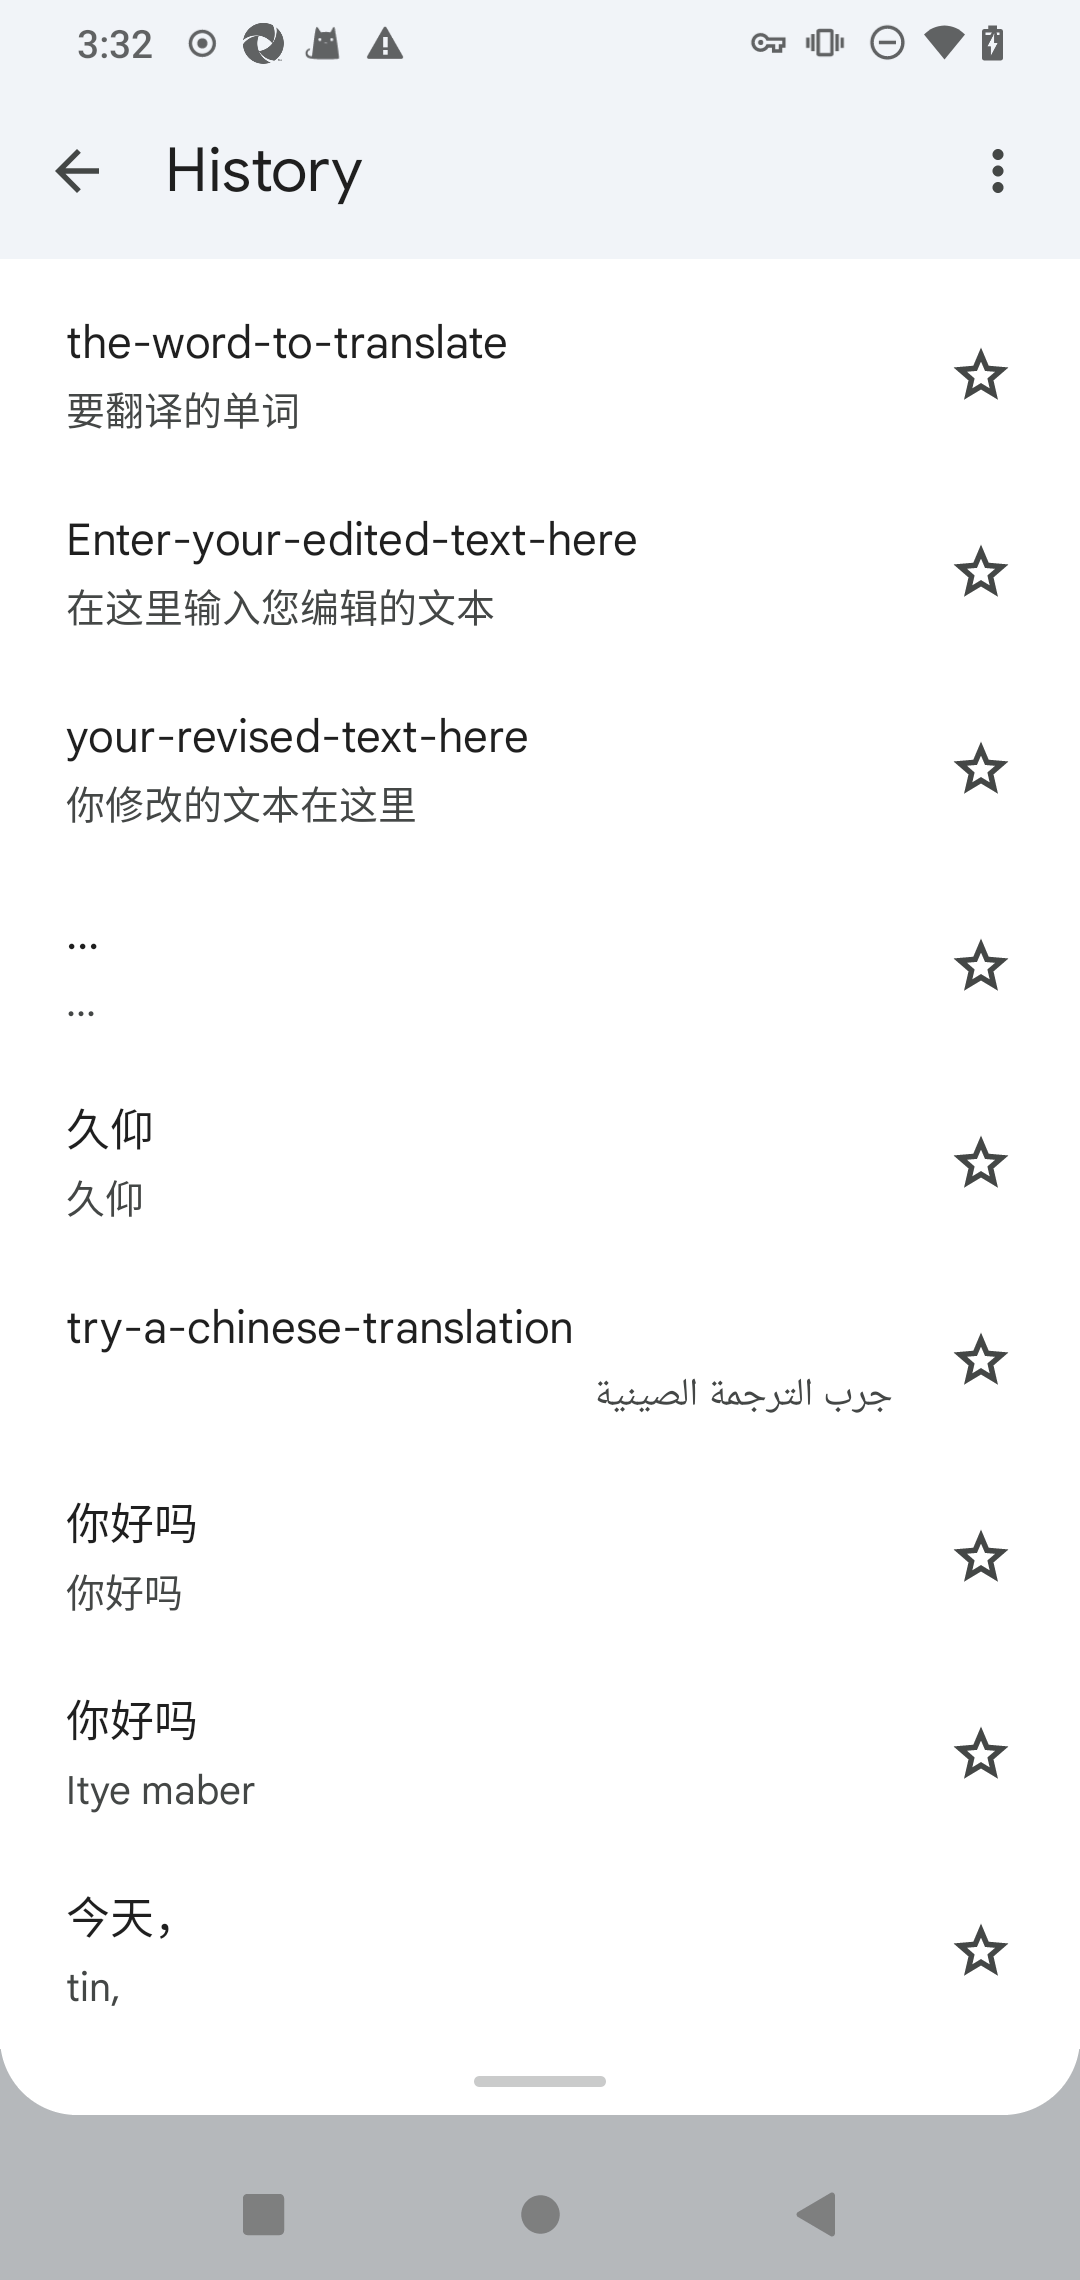 3:32
History
the-word-to-translate
要翻译的单词
Enter-your-edited-text-here
在这里输入您编辑的文本
your-revised-text-here
你修改的文本在这里
...
...
久仰
久仰
try-a-chinese-translation
جرب الترجمة الصينية
你好吗
你好吗
你好吗
Itye maber
今天，
tin,